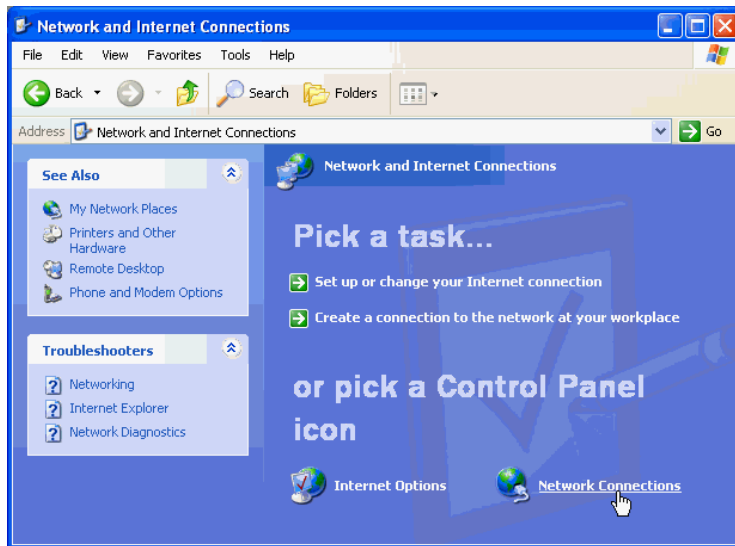 Network and Internet Connections
File Edit View Favorites Tools Help
Back Search Folders
Address Network and Internet Connections Go
See Also
My Network Places
Printers and Other
Hardware
Remote Desktop
Phone and Modem Options
Troubleshooters
Networking
Internet Explorer
Network Diagnostics
Network and Internet Connections
Pick a task...
Set up or change your Internet connection
Create a connection to the network at your workplace
or pick a Control Panel
icon
Internet Options
Network Connections